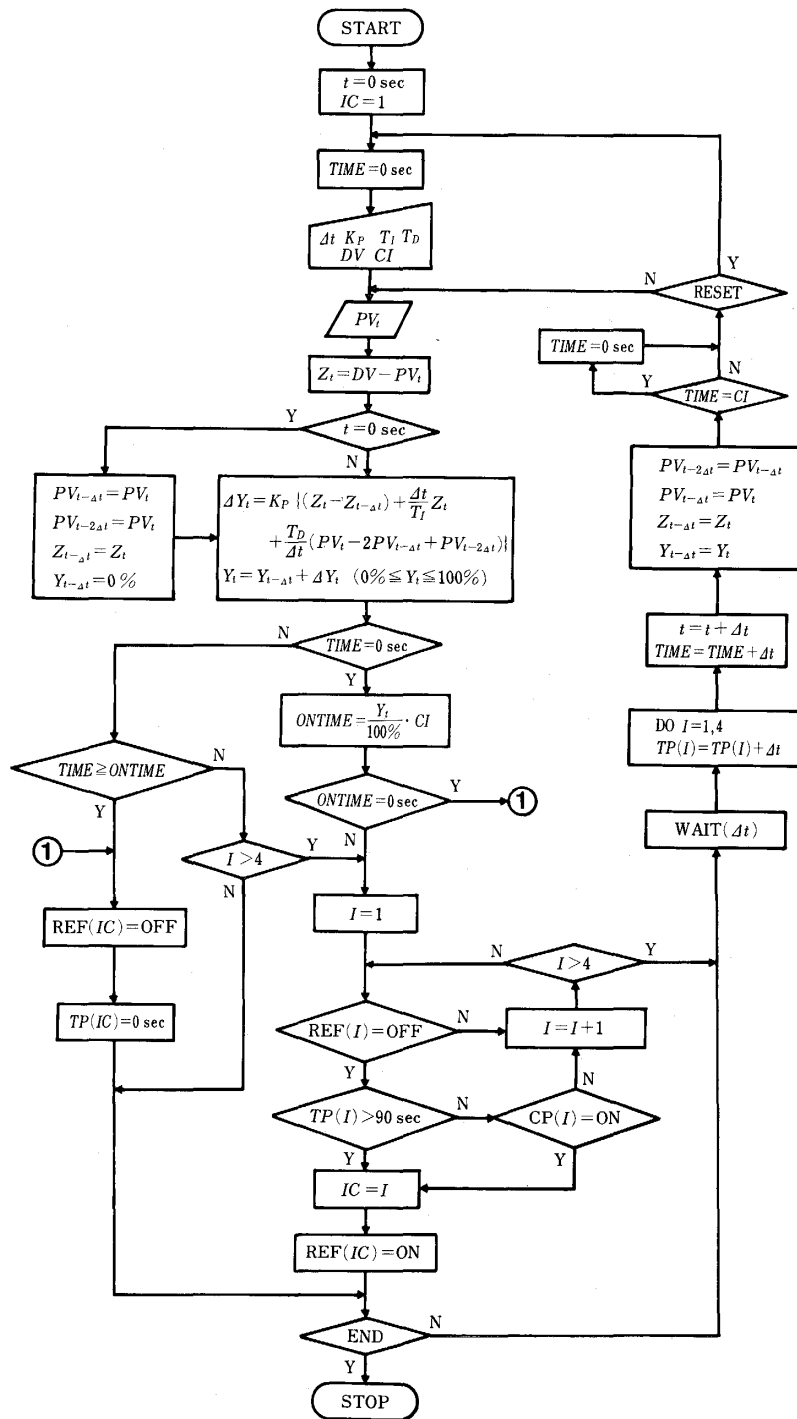 START
t=0 sec
IC=1
TIME=0 sec
Δt K_P T_I T_D
DV CI
N
Y
RESET
PV_t
TIME=0 sec
Z_t=DV−PV_t
Y
N
TIME=CI
Y
t=0 sec
N
PV_{t−Δt}=PV_t
PV_{t−2Δt}=PV_t
Z_{t−Δt}=Z_t
Y_{t−Δt}=0%
ΔY_t=K_P{(Z_t−Z_{t−Δt})+Δt/T_I Z_t
+T_D/Δt(PV_t−2PV_{t−Δt}+PV_{t−2Δt})}
Y_t=Y_{t−Δt}+ΔY_t (0%≦Y_t≦100%)
PV_{t−2Δt}=PV_{t−Δt}
PV_{t−Δt}=PV_t
Z_{t−Δt}=Z_t
Y_{t−Δt}=Y_t
N
TIME=0 sec
Y
t=t+Δt
TIME=TIME+Δt
ONTIME=Y_t/100%・CI
DO I=1,4
TP(I)=TP(I)+Δt
TIME≧ONTIME
N
Y
ONTIME=0 sec
Y
①
N
WAIT(Δt)
①
I>4
Y
N
REF(IC)=OFF
I=1
N
I>4
Y
TP(IC)=0 sec
REF(I)=OFF
N
I=I+1
Y
N
TP(I)>90 sec
N
CP(I)=ON
Y
Y
IC=I
REF(IC)=ON
END
N
Y
STOP